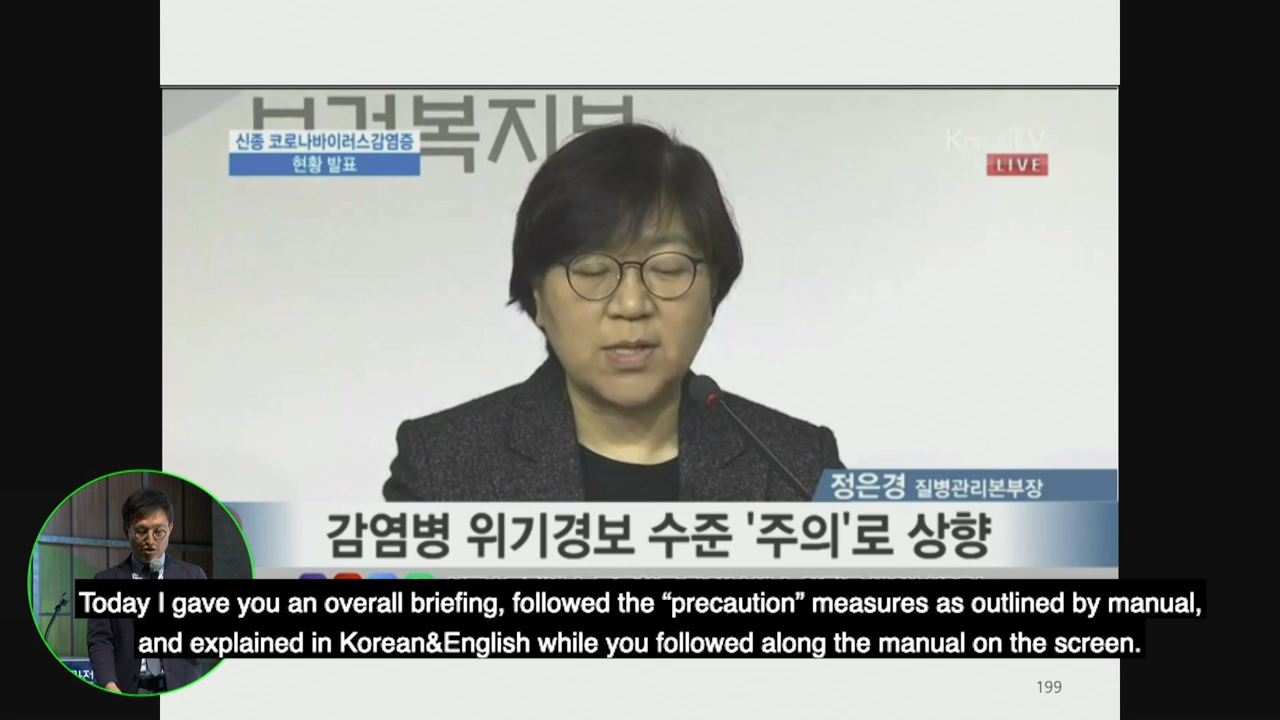 보건복지부
신종 코로나바이러스감염증
현황 발표
LIVE
정은경 질병관리본부장
감염병 위기경보 수준 '주의'로 상향
Today I gave you an overall briefing, followed the “precaution” measures as outlined by manual,
and explained in Korean&English while you followed along the manual on the screen.
199